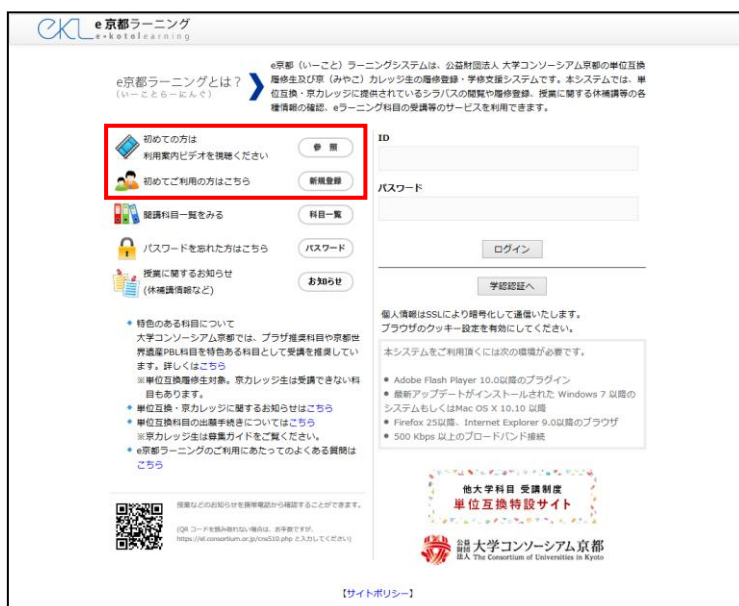 e京都ラーニング
e-kotolearning
e京都ラーニングとは？
(いーことらーにんぐ)
e京都（いーこと）ラーニングシステムは、公益財団法人 大学コンソーシアム京都の単位互換
履修生及び京（みやこ）カレッジ生の履修登録・学修支援システムです。本システムでは、単
位互換・京カレッジに提供されているシラバスの閲覧や履修登録、授業に関する休補講等の各
種情報の確認、eラーニング科目の受講等のサービスを利用できます。
初めての方は
利用案内ビデオを視聴ください
参 照
初めてご利用の方はこちら
新規登録
開講科目一覧をみる
科目一覧
パスワードを忘れた方はこちら
パスワード
授業に関するお知らせ
(休補講情報など)
お知らせ
特色のある科目について
大学コンソーシアム京都では、プラザ推奨科目や京都世
界遺産PBL科目を特色ある科目として受講を推奨してい
ます。詳しくはこちら
※単位互換履修生対象。京カレッジ生は受講できない科
目もあります。
単位互換・京カレッジに関するお知らせはこちら
単位互換科目の出願手続きについてはこちら
※京カレッジ生は募集ガイドをご覧ください。
e京都ラーニングのご利用にあたってのよくある質問は
こちら
授業などのお知らせを携帯電話から確認することができます。
(QR コードを読み取れない場合は、お手数ですが、
https://el.consortium.or.jp/cns510.php と入力してください)
ID
パスワード
ログイン
学認認証へ
個人情報はSSLにより暗号化して通信いたします。
ブラウザのクッキー設定を有効にしてください。
本システムをご利用頂くには次の環境が必要です。
Adobe Flash Player 10.0以降のプラグイン
最新アップデートがインストールされた Windows 7 以降の
システムもしくはMac OS X 10.10 以降
Firefox 25以降、Internet Explorer 9.0以降のブラウザ
500 Kbps 以上のブロードバンド接続
他大学科目 受講制度
単位互換特設サイト
公益財団法人 大学コンソーシアム京都
The Consortium of Universities in Kyoto
【サイトポリシー】